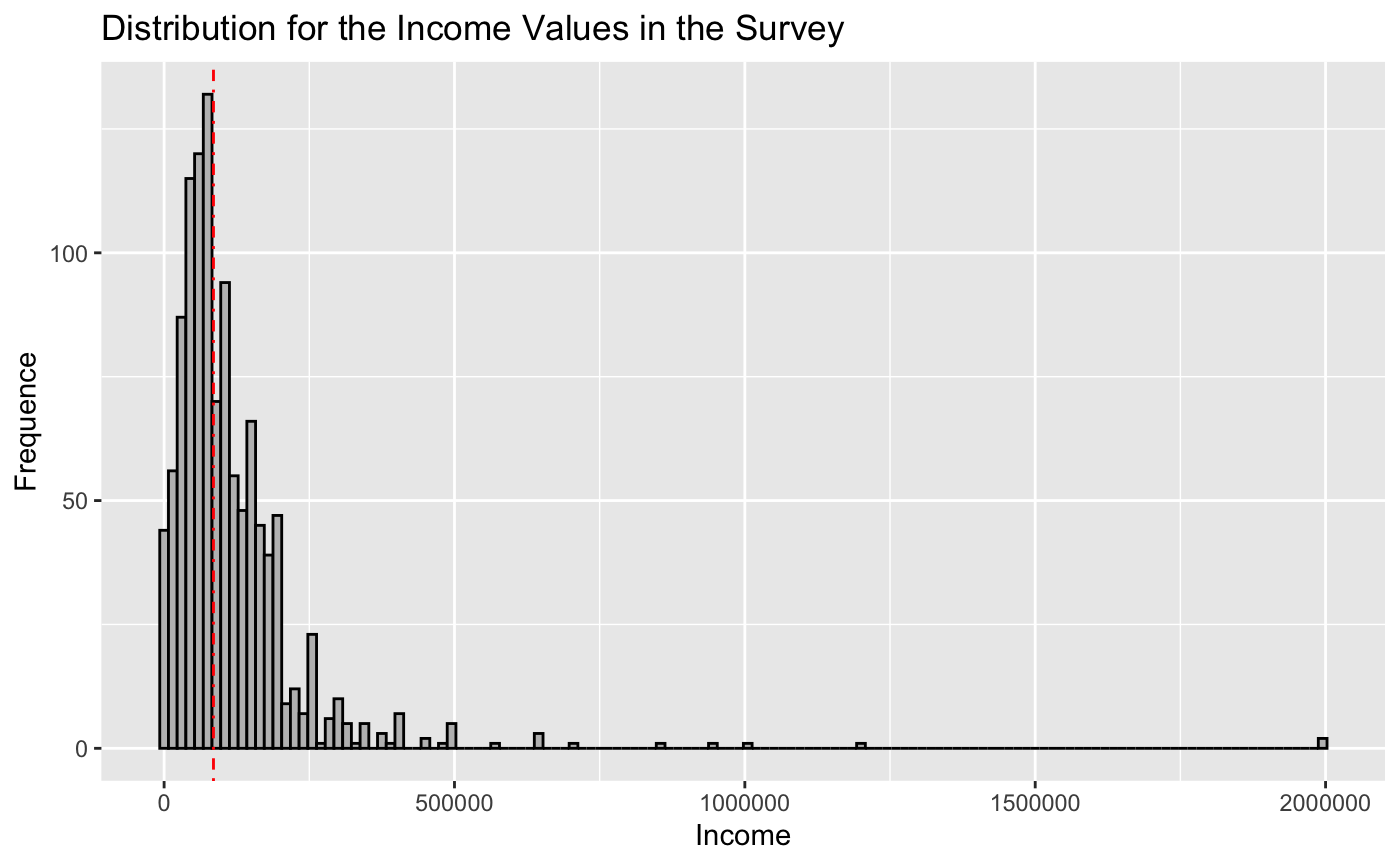 Distribution for the Income Values in the Survey
Frequence
100
50
0
0 500000 1000000 1500000 2000000
Income